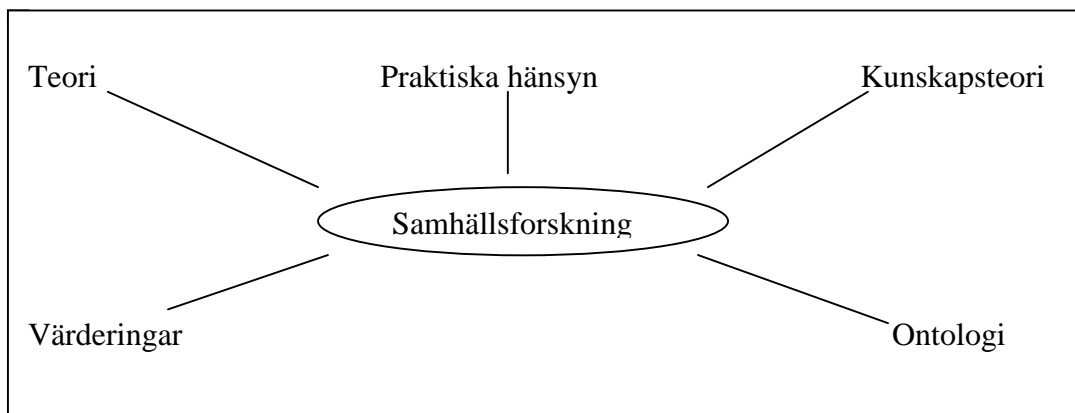 Teori Praktiska hänsyn Kunskapsteori
Samhällsforskning
Värderingar Ontologi